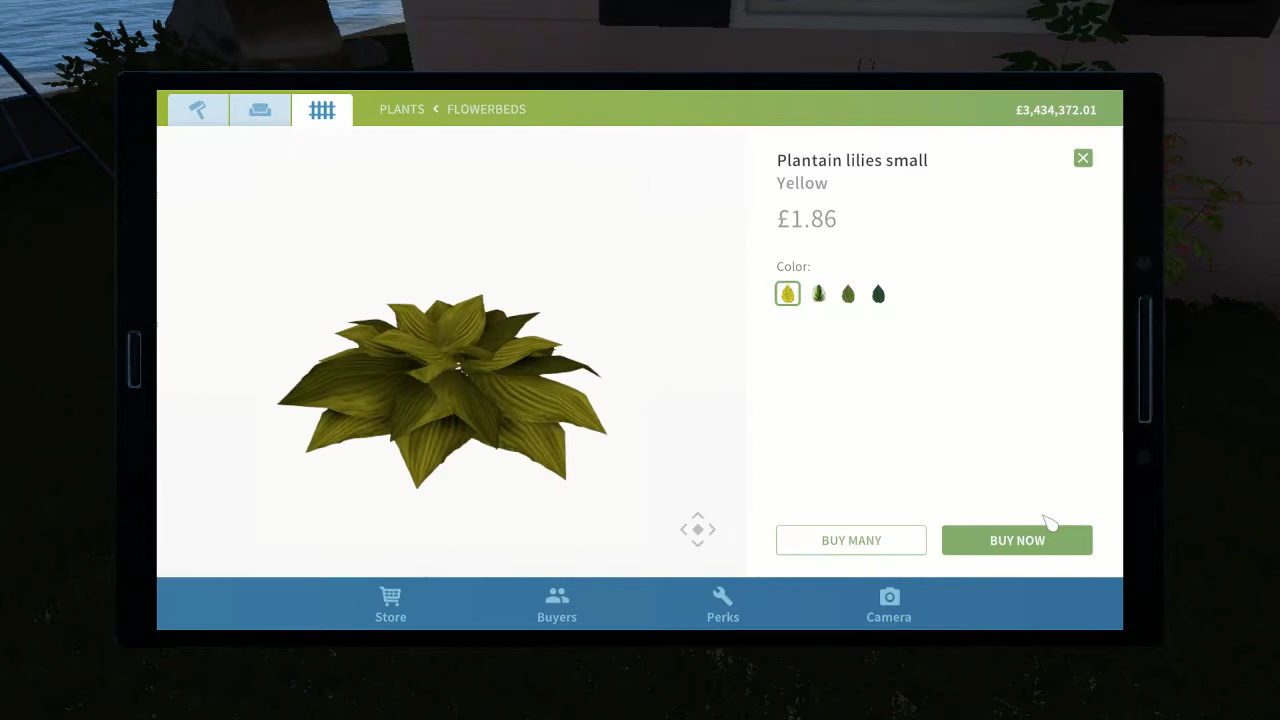 PLANTS < FLOWERBEDS
£3,434,372.01
Plantain lilies small
Yellow
£1.86
Color:
BUY MANY
BUY NOW
Store
Buyers
Perks
Camera